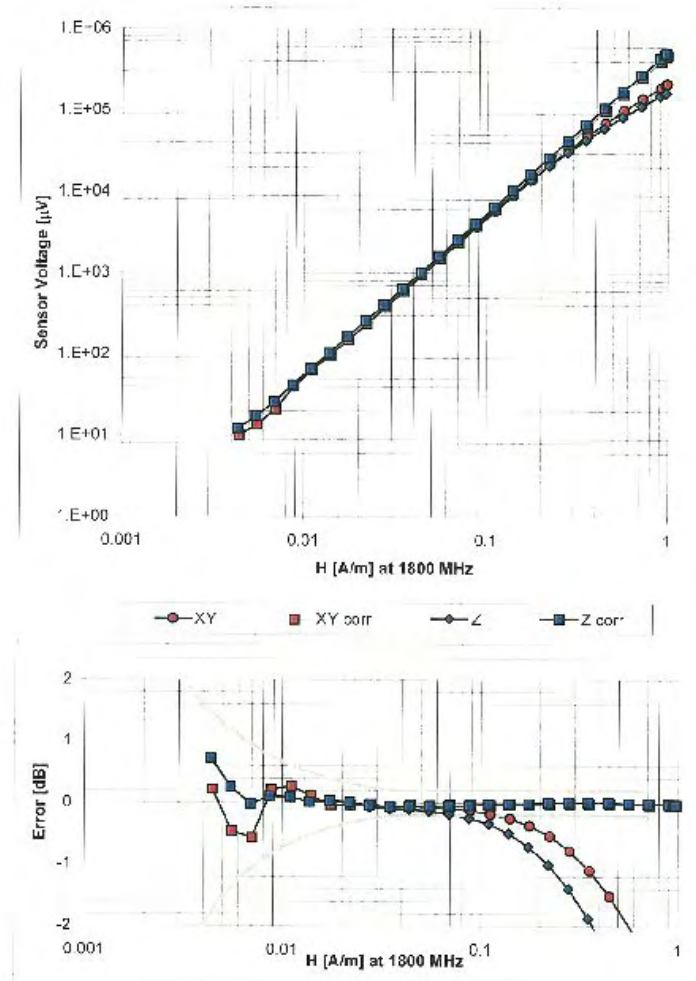 1.E-06
1.E+05
1.E+04
1.E+03
1.E+02
1.E+01
1.E+00
Sensor Voltage [µV]
0.001 0.01 0.1 1
H [A/m] at 1800 MHz
XY XY corr Z Z corr
2
1
0
-1
-2
Error [dB]
0.001 0.01 0.1 1
H [A/m] at 1800 MHz